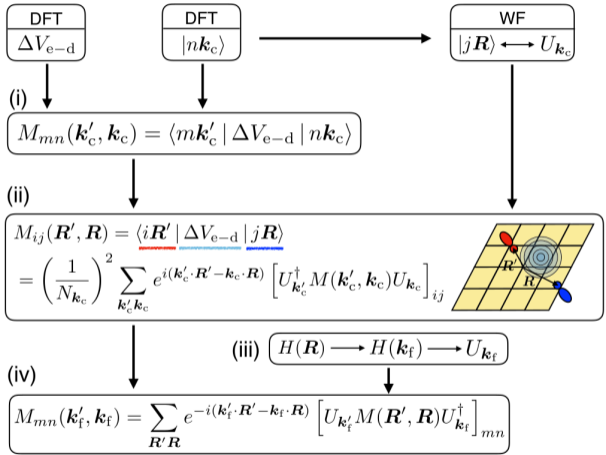 DFT DFT WF
ΔV_{e−d} |nk_c⟩ |jR⟩ ⟷ U_{k_c}
(i)
M_{mn}(k'_c, k_c) = ⟨mk'_c | ΔV_{e−d} | nk_c⟩
(ii)
M_{ij}(R', R) = ⟨iR' | ΔV_{e−d} | jR⟩
= (1/N_{k_c})^2 ∑_{k'_c k_c} e^{i(k'_c·R'−k_c·R)} [U^†_{k'_c} M(k'_c, k_c) U_{k_c}]_{ij}
R' R
(iii) H(R) ⟶ H(k_f) ⟶ U_{k_f}
(iv)
M_{mn}(k'_f, k_f) = ∑_{R'R} e^{−i(k'_f·R'−k_f·R)} [U_{k'_f} M(R', R) U^†_{k_f}]_{mn}